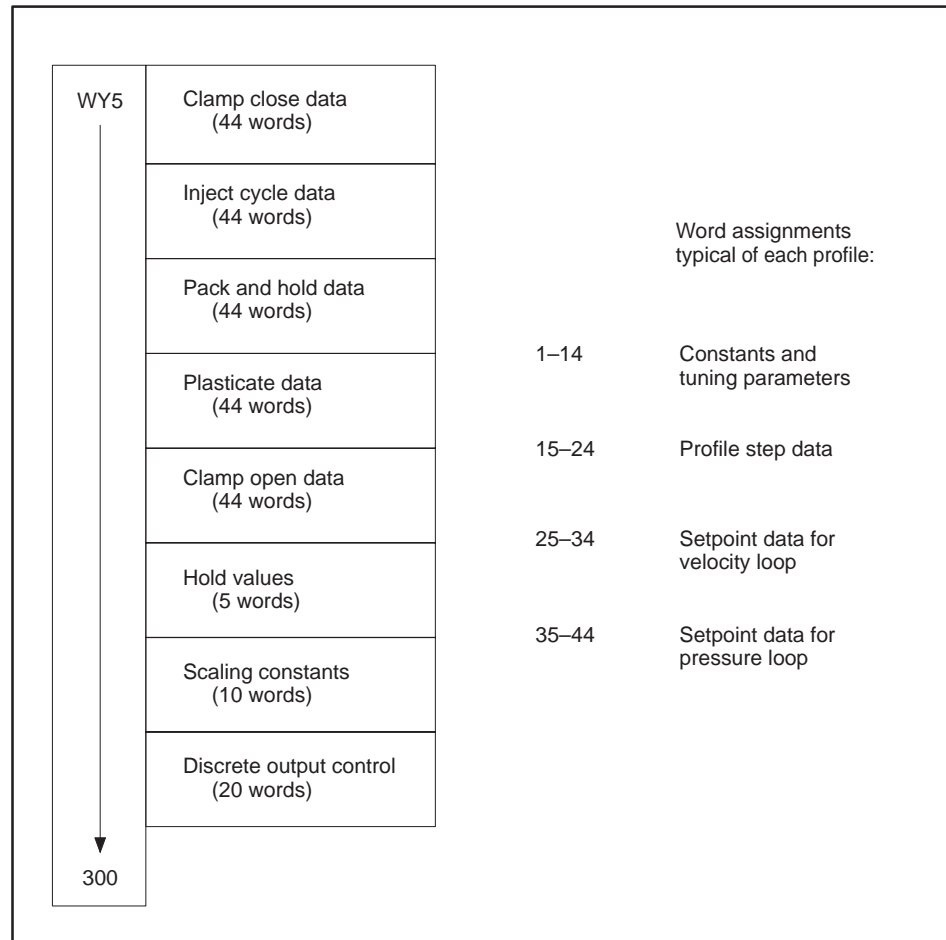 WY5
Clamp close data
(44 words)
Inject cycle data
(44 words)
Pack and hold data
(44 words)
Plasticate data
(44 words)
Clamp open data
(44 words)
Hold values
(5 words)
Scaling constants
(10 words)
Discrete output control
(20 words)
300
Word assignments
typical of each profile:
1–14 Constants and
tuning parameters
15–24 Profile step data
25–34 Setpoint data for
velocity loop
35–44 Setpoint data for
pressure loop